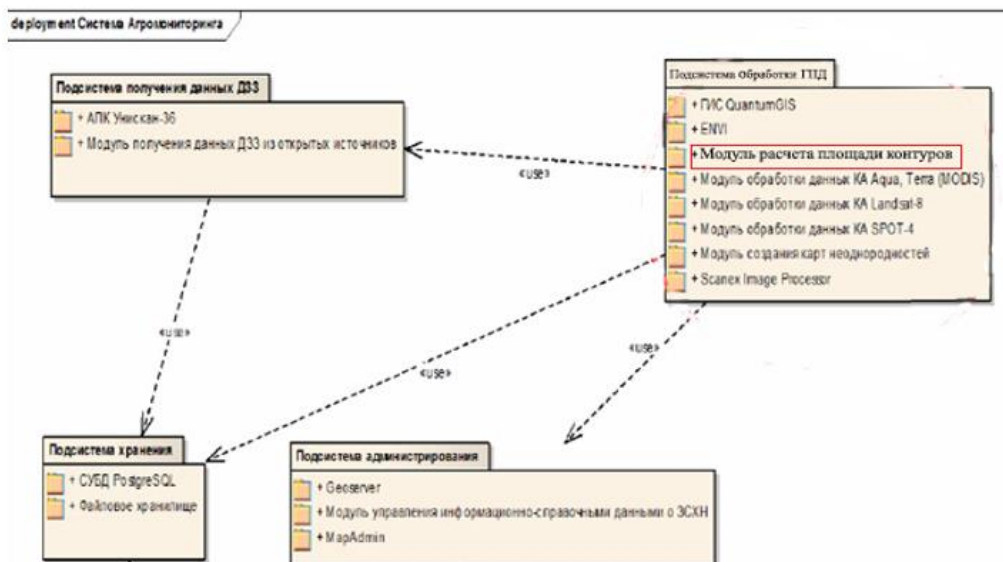 deployment Система Агромониторинга
Подсистема получения данных ДЗЗ
+ АПК Унискан-36
+ Модуль получения данных ДЗЗ из открытых источников
Подсистема Обработки ГПД
+ ГИС QuantumGIS
+ ENVI
+ Модуль расчета площади контуров
+ Модуль обработки данных КА Aqua, Terra (MODIS)
+ Модуль обработки данных КА Landsat-8
+ Модуль обработки данных КА SPOT-4
+ Модуль создания карт неоднородностей
+ Scanex Image Processor
«use»
«use»
«use»
«use»
Подсистема хранения
+ СУБД PostgreSQL
+ Файловое хранилище
Подсистема администрирования
+ Geoserver
+ Модуль управления информационно-справочными данными о ЗСХН
+ MapAdmin